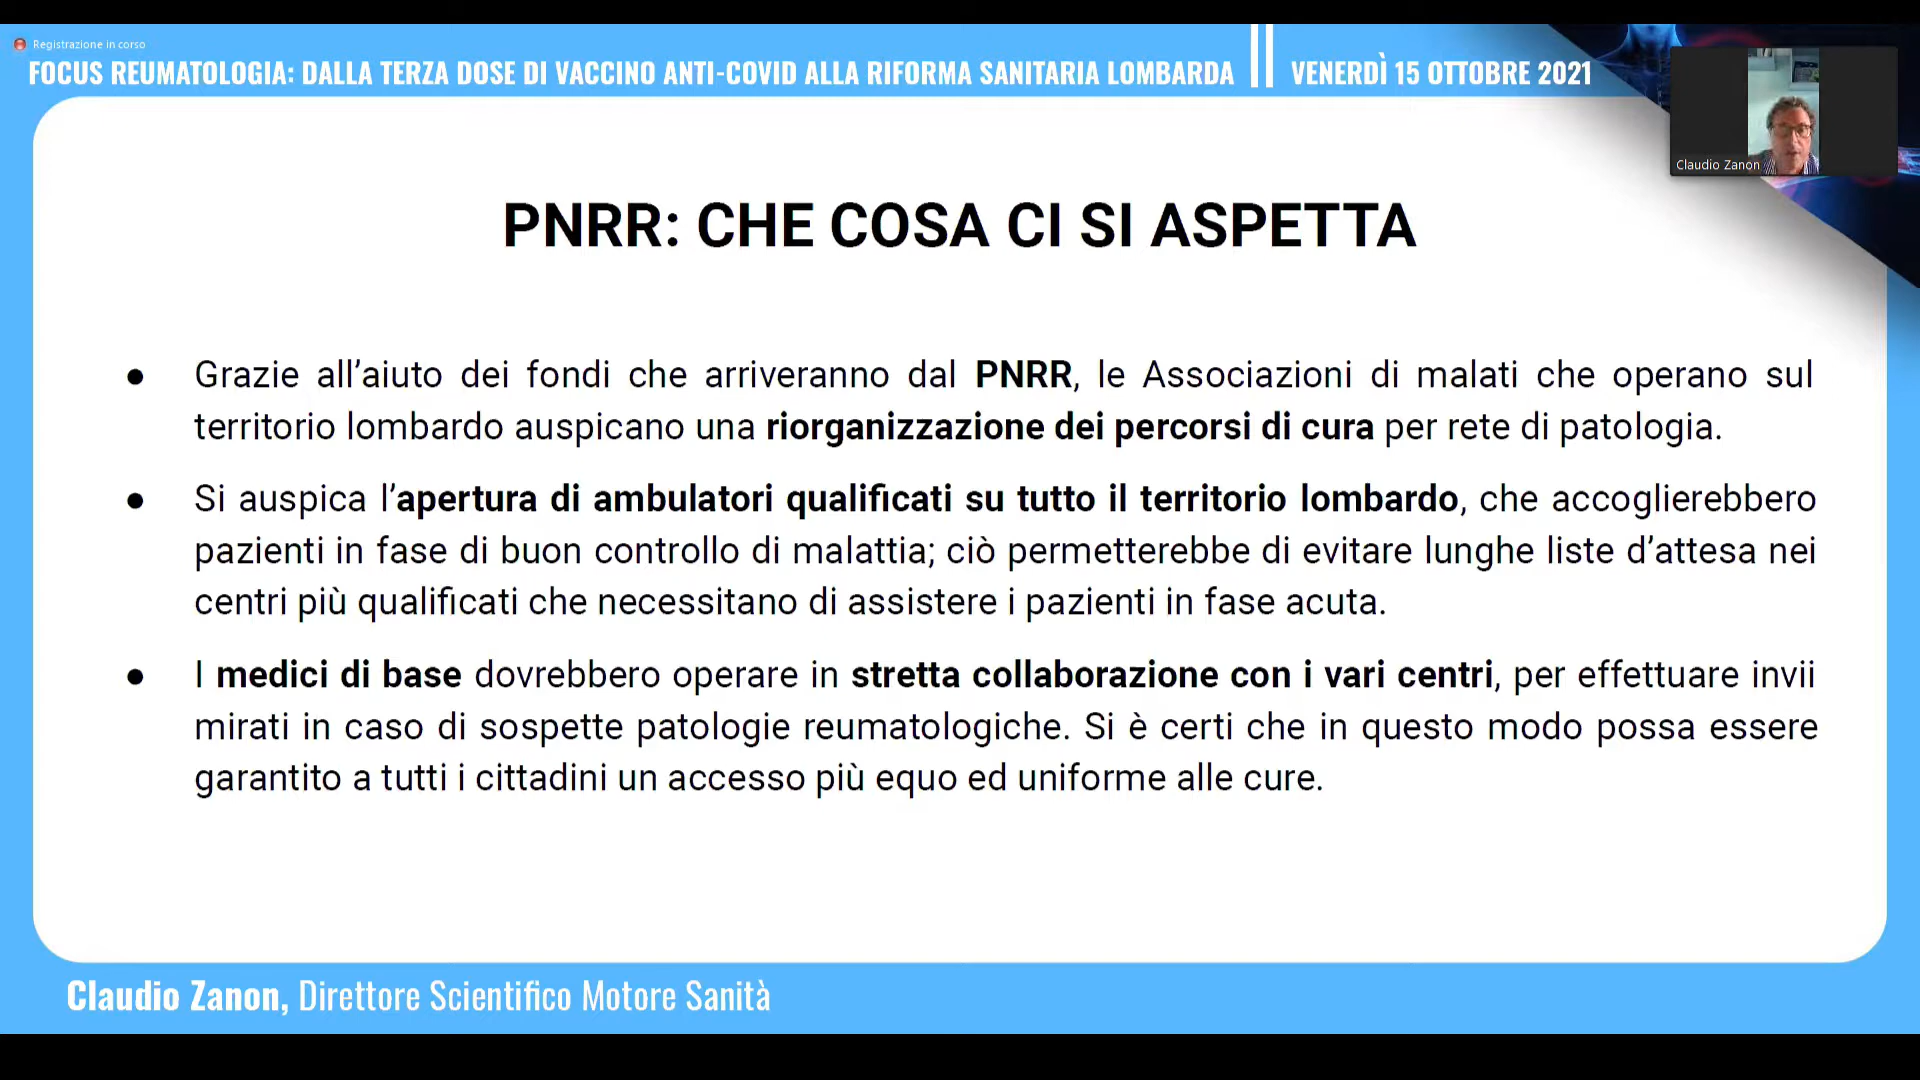 Registrazione in corso
FOCUS REUMATOLOGIA: DALLA TERZA DOSE DI VACCINO ANTI-COVID ALLA RIFORMA SANITARIA LOMBARDA || VENERDÌ 15 OTTOBRE 2021
Claudio Zanon
PNRR: CHE COSA CI SI ASPETTA
● Grazie all’aiuto dei fondi che arriveranno dal PNRR, le Associazioni di malati che operano sul
territorio lombardo auspicano una riorganizzazione dei percorsi di cura per rete di patologia.
● Si auspica l’apertura di ambulatori qualificati su tutto il territorio lombardo, che accoglierebbero
pazienti in fase di buon controllo di malattia; ciò permetterebbe di evitare lunghe liste d’attesa nei
centri più qualificati che necessitano di assistere i pazienti in fase acuta.
● I medici di base dovrebbero operare in stretta collaborazione con i vari centri, per effettuare invii
mirati in caso di sospette patologie reumatologiche. Si è certi che in questo modo possa essere
garantito a tutti i cittadini un accesso più equo ed uniforme alle cure.
Claudio Zanon, Direttore Scientifico Motore Sanità